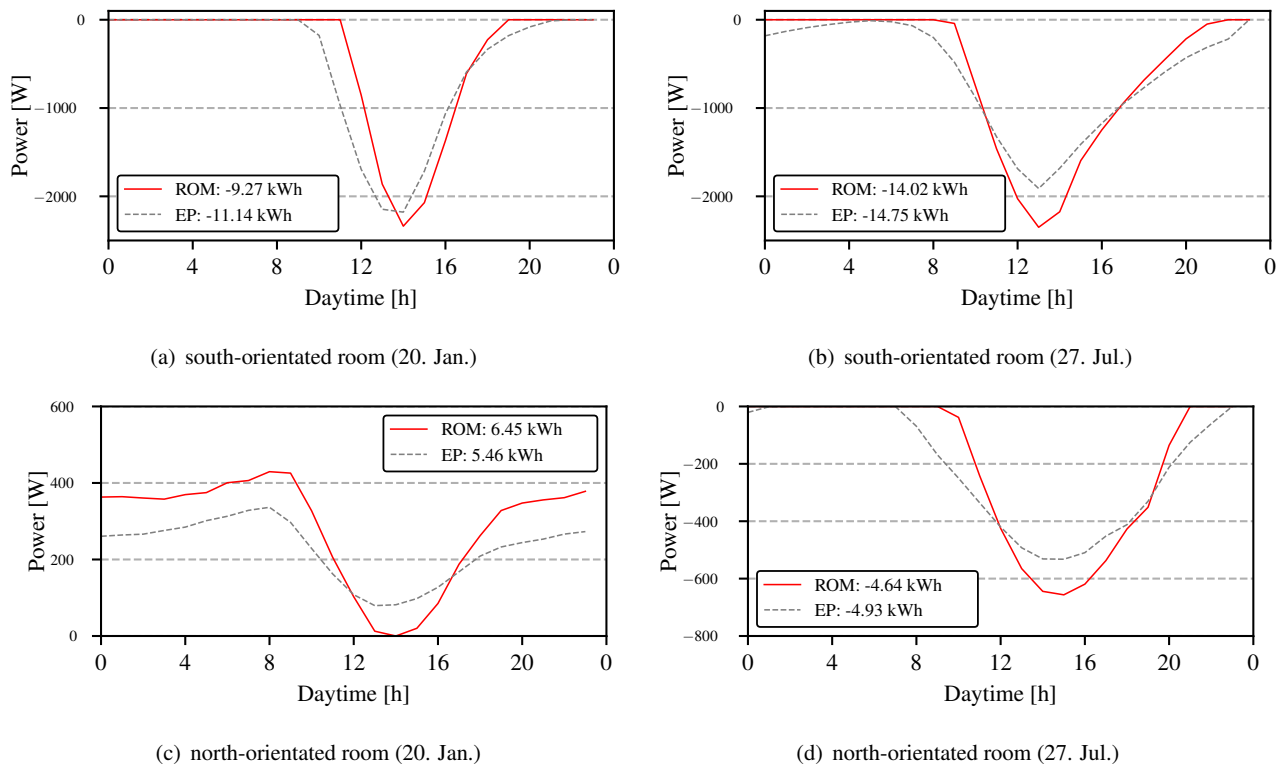 0
−1000
−2000
Power [W]
ROM: -9.27 kWh
EP: -11.14 kWh
0 4 8 12 16 20 0
Daytime [h]
(a) south-orientated room (20. Jan.)
0
−1000
−2000
Power [W]
ROM: -14.02 kWh
EP: -14.75 kWh
0 4 8 12 16 20 0
Daytime [h]
(b) south-orientated room (27. Jul.)
600
400
200
0
Power [W]
ROM: 6.45 kWh
EP: 5.46 kWh
0 4 8 12 16 20 0
Daytime [h]
(c) north-orientated room (20. Jan.)
0
−200
−400
−600
−800
Power [W]
ROM: -4.64 kWh
EP: -4.93 kWh
0 4 8 12 16 20 0
Daytime [h]
(d) north-orientated room (27. Jul.)